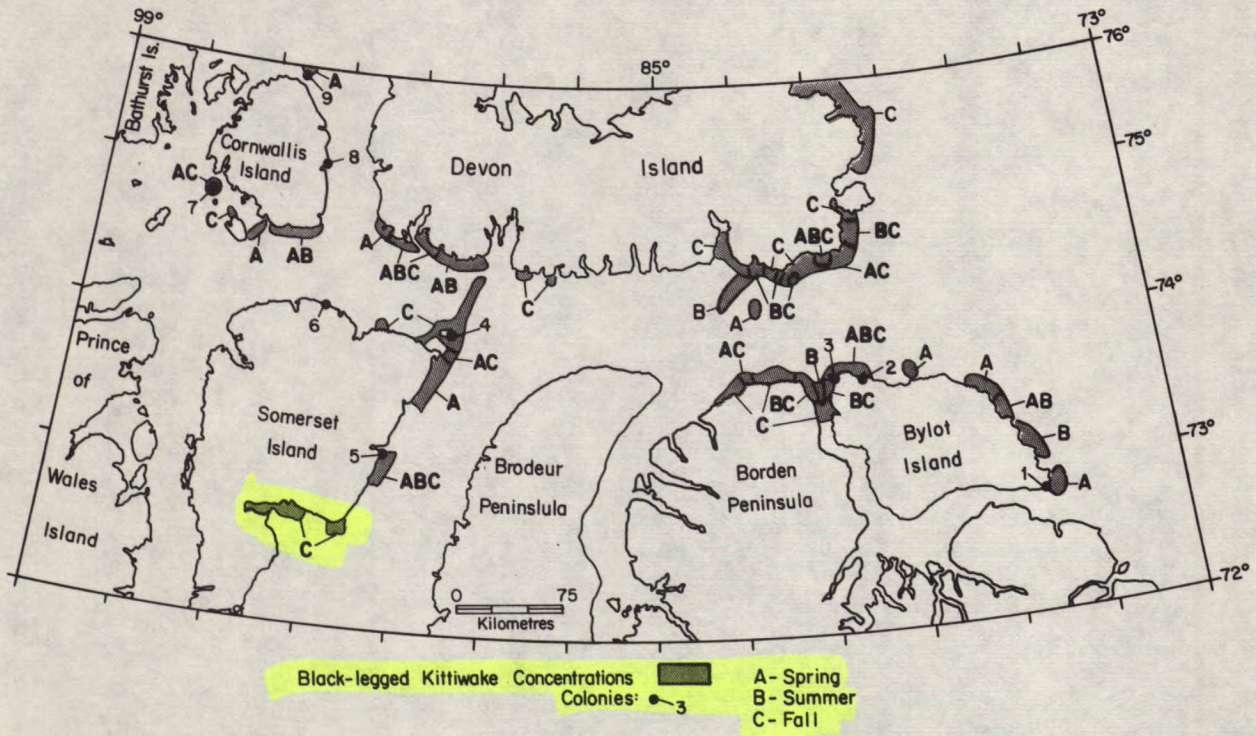 99°
73°
76°
85°
Bathurst Is.
A
9
Cornwallis
Island
8
Devon
Island
C
75°
AC
7
C
A
AB
A
ABC
AB
C
C
C
ABC
BC
AC
C
B
A
BC
74°
6
C
4
AC
A
Prince
of
Wales
Island
Somerset
Island
5
ABC
C
Brodeur
Peninslula
AC
B
3
ABC
2
A
A
AB
B
BC
BC
C
C
Borden
Peninsula
Bylot
Island
1
A
73°
72°
0
75
Kilometres
Black-legged Kittiwake Concentrations
A- Spring
Colonies:
3
B- Summer
C- Fall